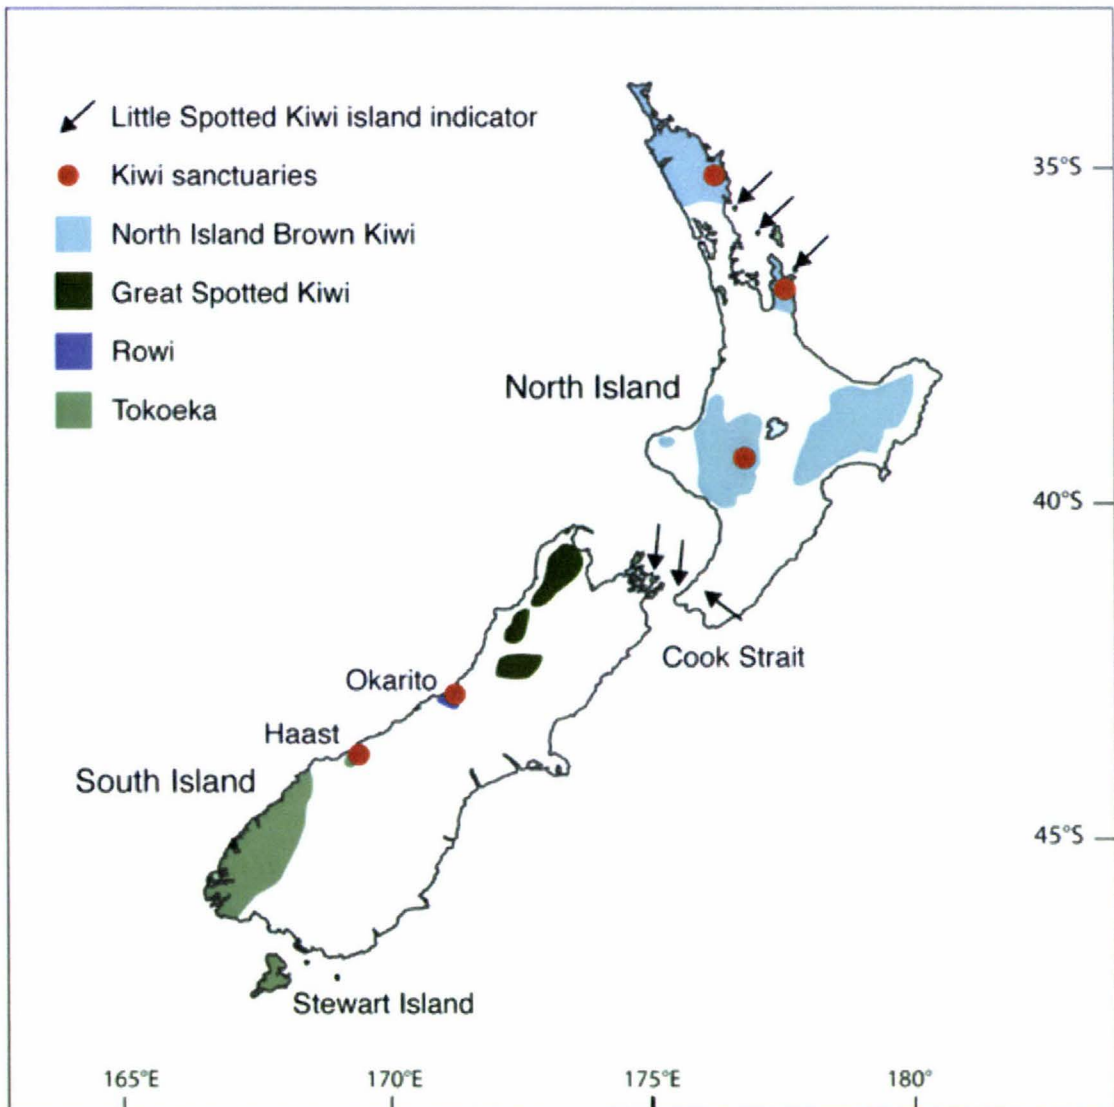 Little Spotted Kiwi island indicator
Kiwi sanctuaries
North Island Brown Kiwi
Great Spotted Kiwi
Rowi
Tokoeka
35°S
North Island
40°S
Cook Strait
Okarito
Haast
South Island
45°S
Stewart Island
165°E
170°E
175°E
180°